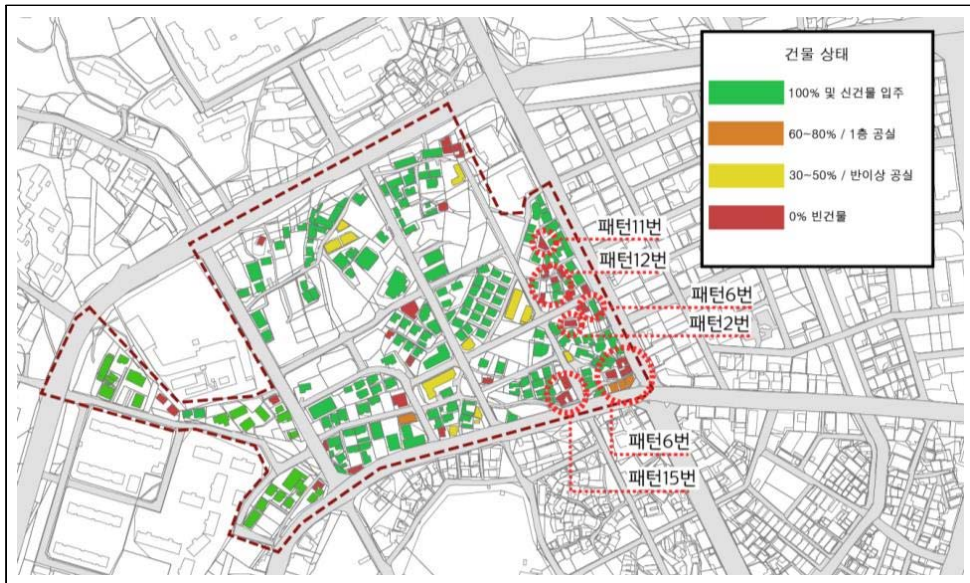 건물 상태
100% 및 신건물 입주
60~80% / 1층 공실
30~50% / 반이상 공실
0% 빈건물
패턴11번
패턴12번
패턴6번
패턴2번
패턴6번
패턴15번